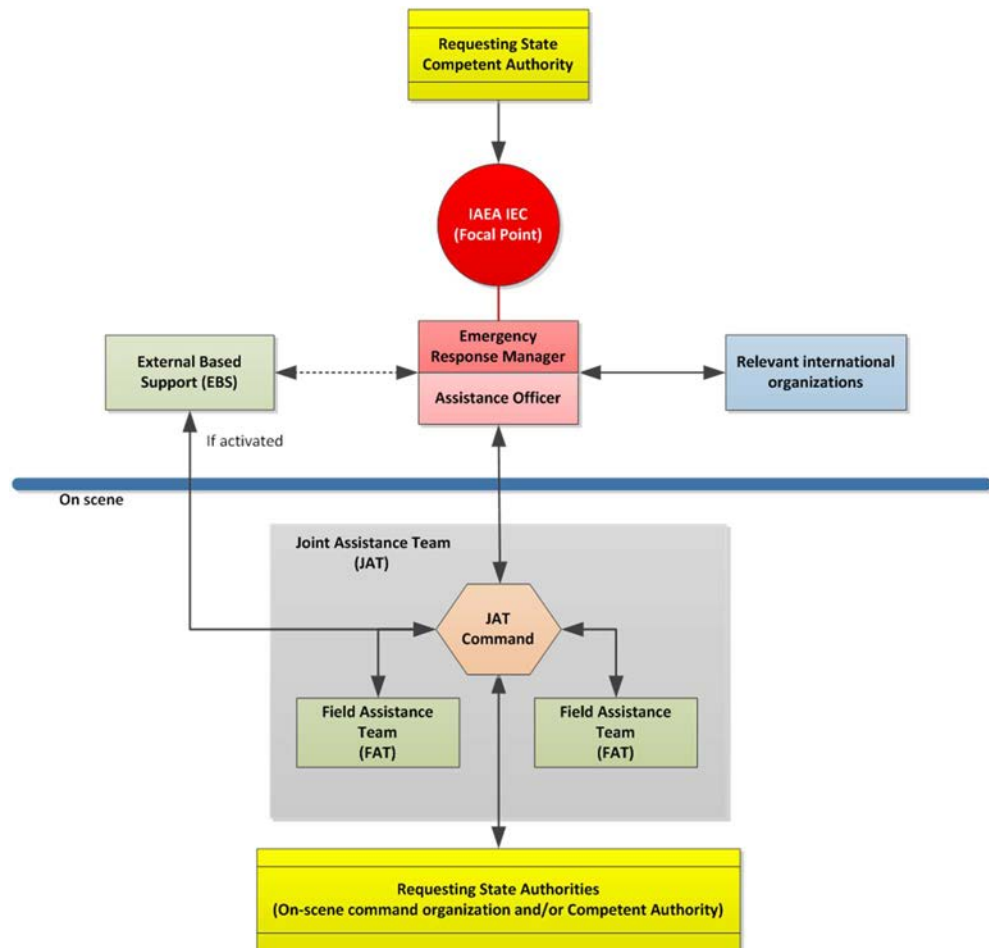 Requesting State
Competent Authority
IAEA IEC
(Focal Point)
Emergency
Response Manager
Assistance Officer
External Based
Support (EBS)
Relevant international
organizations
If activated
On scene
Joint Assistance Team
(JAT)
JAT
Command
Field Assistance
Team
(FAT)
Field Assistance
Team
(FAT)
Requesting State Authorities
(On-scene command organization and/or Competent Authority)